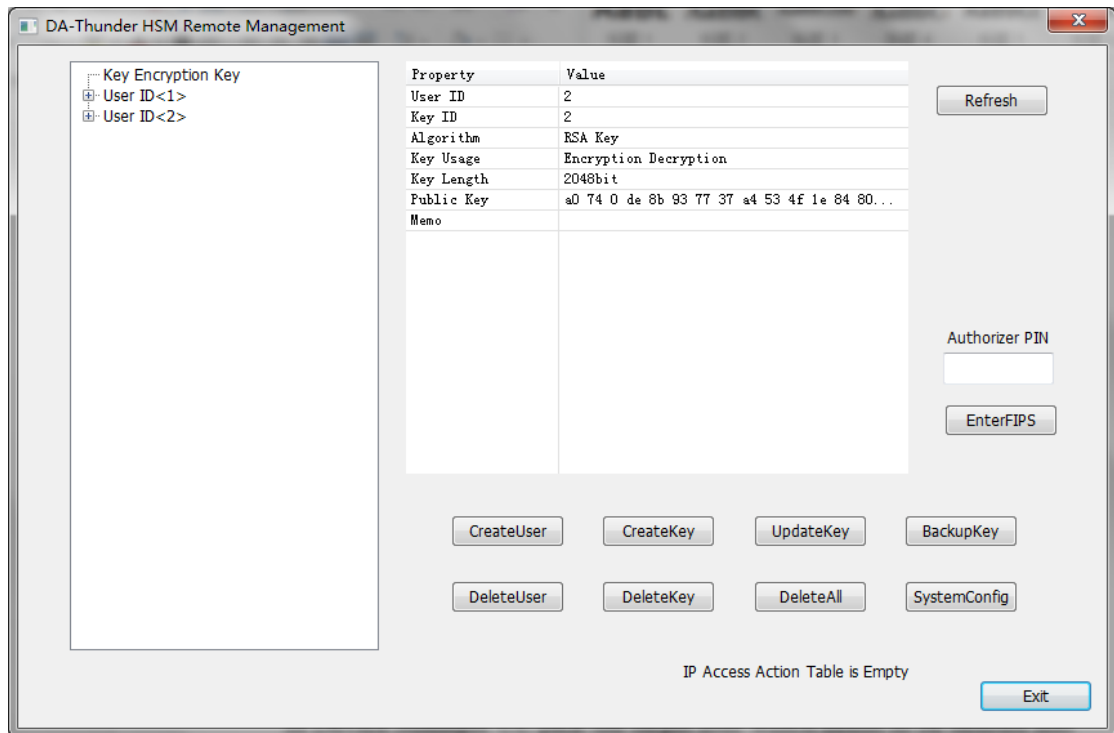 DA-Thunder HSM Remote Management
Key Encryption Key
User ID<1>
User ID<2>
Property Value
User ID 2
Key ID 2
Algorithm RSA Key
Key Usage Encryption Decryption
Key Length 2048bit
Public Key a0 74 0 de 8b 93 77 37 a4 53 4f 1e 84 80...
Memo
Refresh
Authorizer PIN
EnterFIPS
CreateUser CreateKey UpdateKey BackupKey
DeleteUser DeleteKey DeleteAll SystemConfig
IP Access Action Table is Empty
Exit